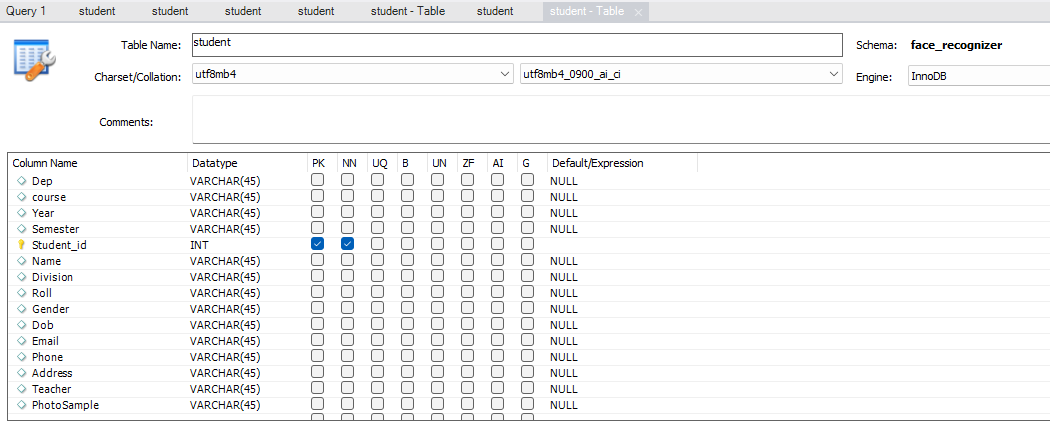 Query 1 student student student student student - Table student student - Table
Table Name: student Schema: face_recognizer
Charset/Collation: utf8mb4 utf8mb4_0900_ai_ci Engine: InnoDB
Comments:
Column Name Datatype PK NN UQ B UN ZF AI G Default/Expression
Dep VARCHAR(45) NULL
course VARCHAR(45) NULL
Year VARCHAR(45) NULL
Semester VARCHAR(45) NULL
Student_id INT
Name VARCHAR(45) NULL
Division VARCHAR(45) NULL
Roll VARCHAR(45) NULL
Gender VARCHAR(45) NULL
Dob VARCHAR(45) NULL
Email VARCHAR(45) NULL
Phone VARCHAR(45) NULL
Address VARCHAR(45) NULL
Teacher VARCHAR(45) NULL
PhotoSample VARCHAR(45) NULL